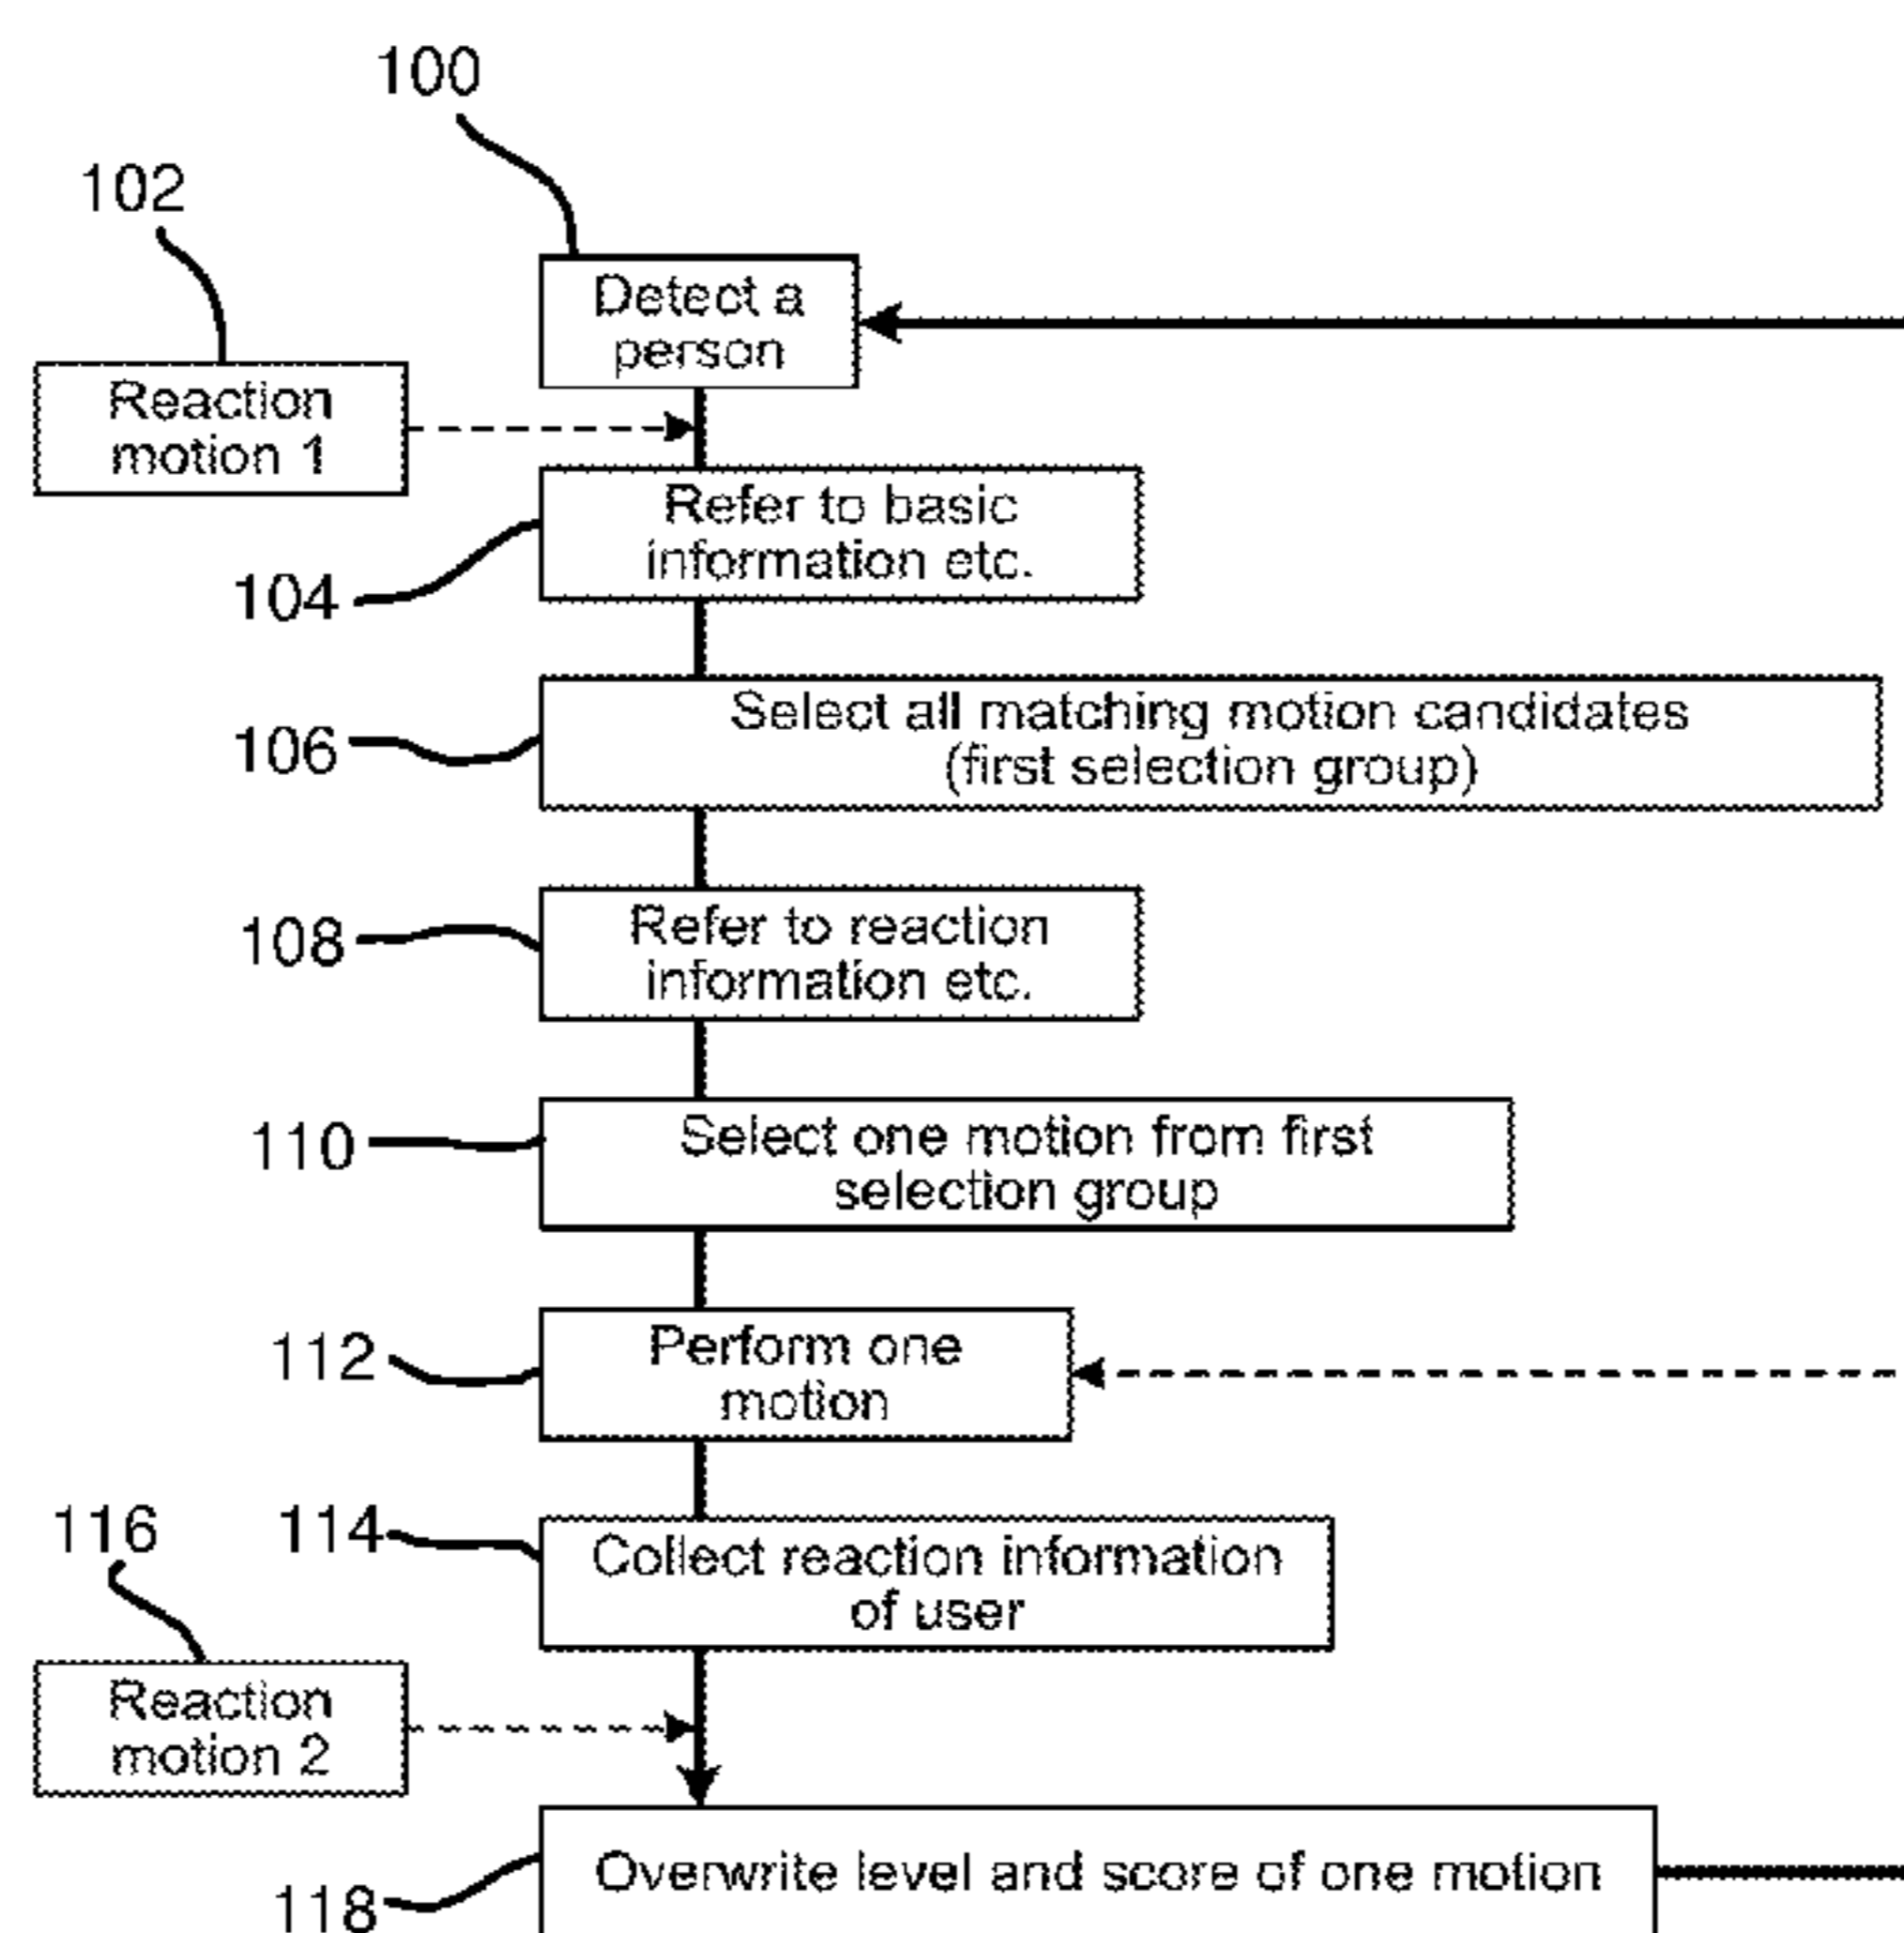 100
102
Detect a
person
Reaction
motion 1
Refer to basic
information etc.
104
Select all matching motion candidates
(first selection group)
106
Refer to reaction
information etc.
108
Select one motion from first
selection group
110
Perform one
motion
112
116
114
Collect reaction information
of user
Reaction
motion 2
Overwrite level and score of one motion
118